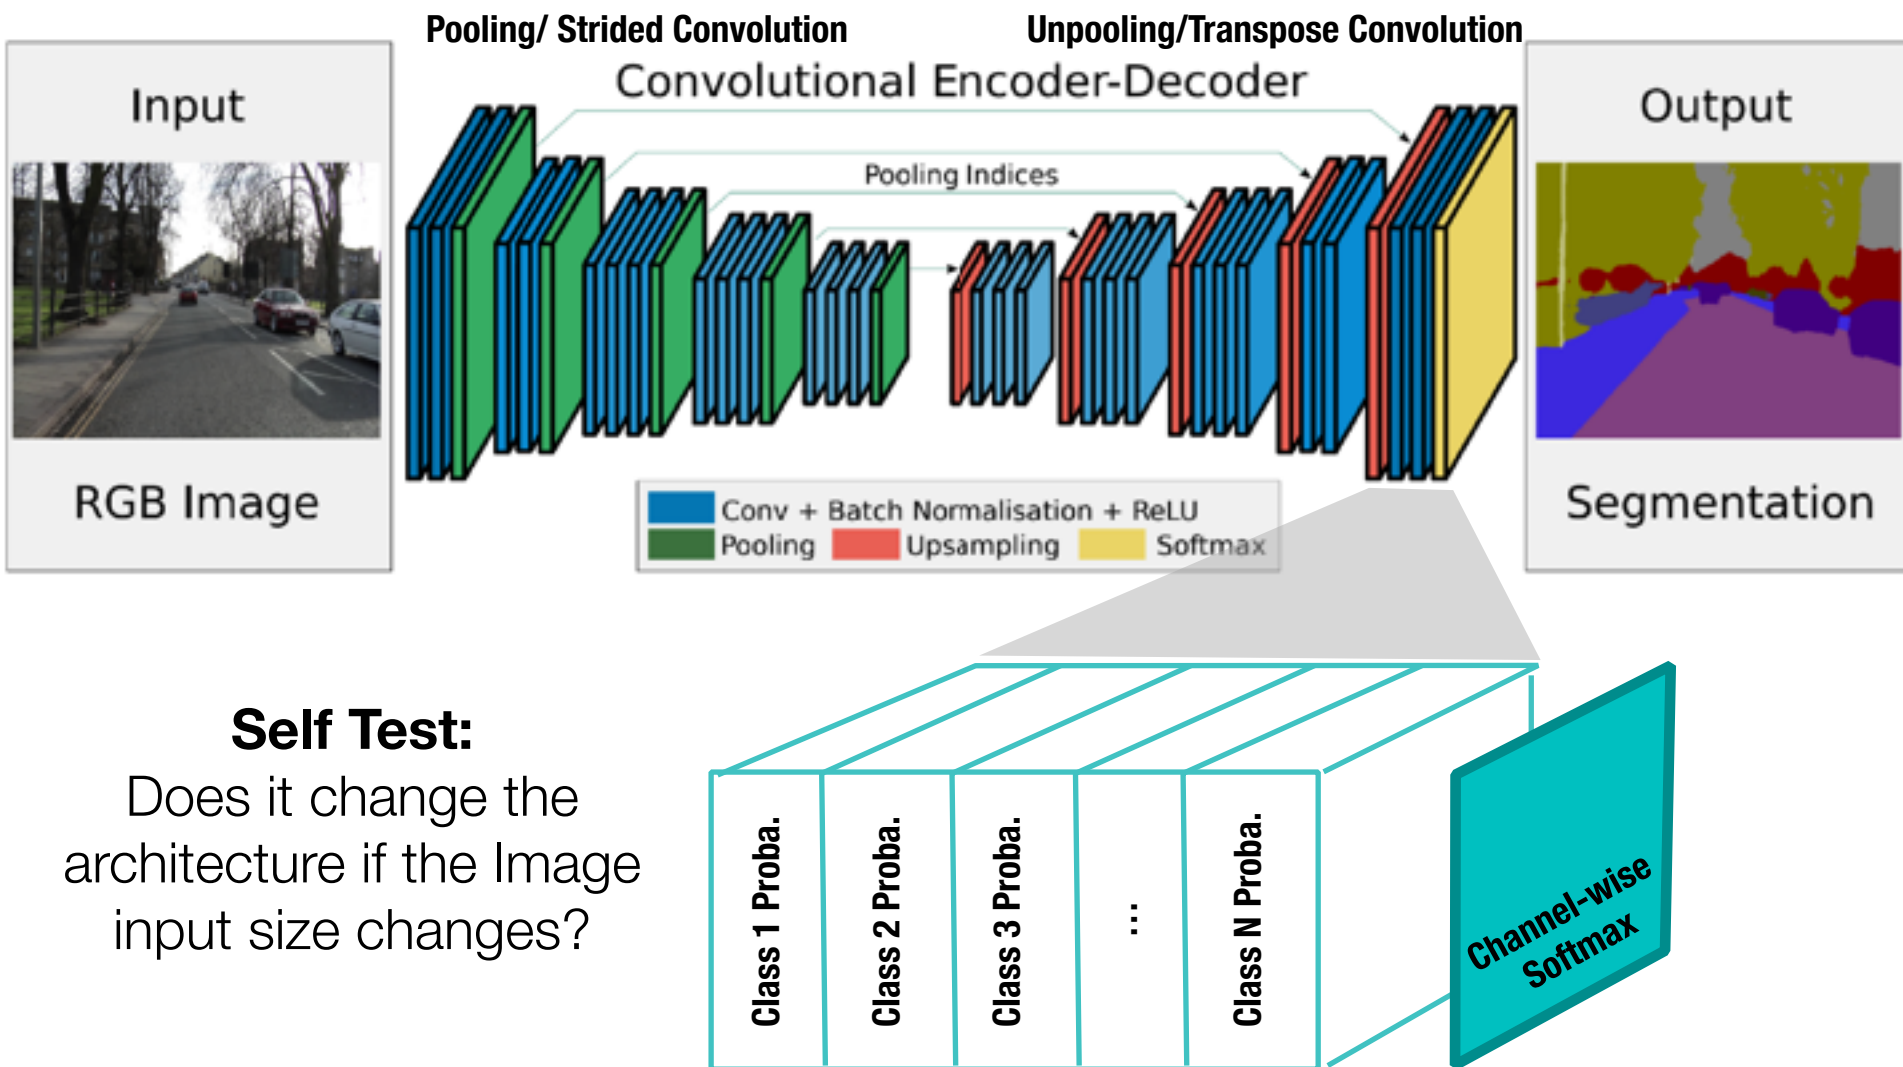 Pooling/ Strided Convolution
Unpooling/Transpose Convolution
Convolutional Encoder-Decoder
Input
Output
Pooling Indices
RGB Image
Segmentation
Conv + Batch Normalisation + ReLU
Pooling
Upsampling
Softmax
Self Test:
Does it change the
architecture if the Image
input size changes?
Class 1 Proba.
Class 2 Proba.
Class 3 Proba.
...
Class N Proba.
Channel-wise
Softmax